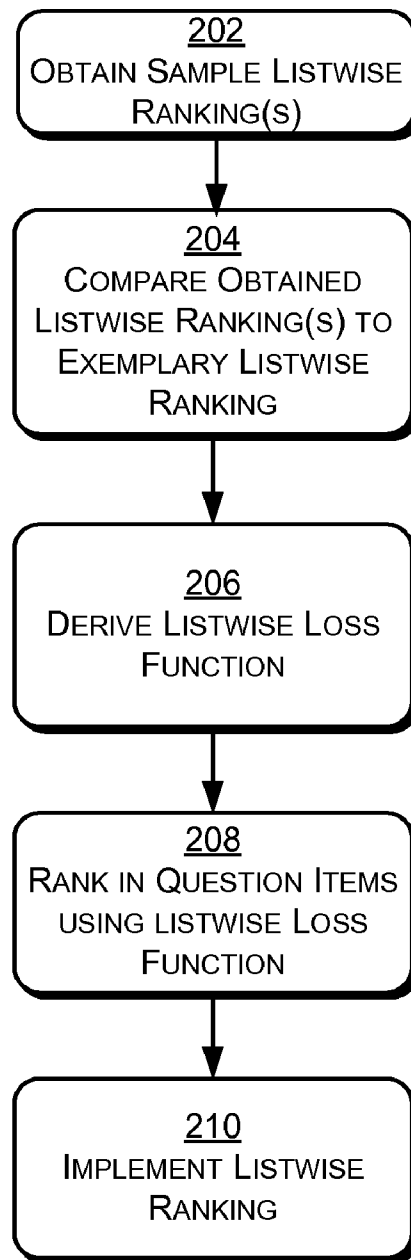 202
OBTAIN SAMPLE LISTWISE
RANKING(S)
204
COMPARE OBTAINED
LISTWISE RANKING(S) TO
EXEMPLARY LISTWISE
RANKING
206
DERIVE LISTWISE LOSS
FUNCTION
208
RANK IN QUESTION ITEMS
USING LISTWISE LOSS
FUNCTION
210
IMPLEMENT LISTWISE
RANKING